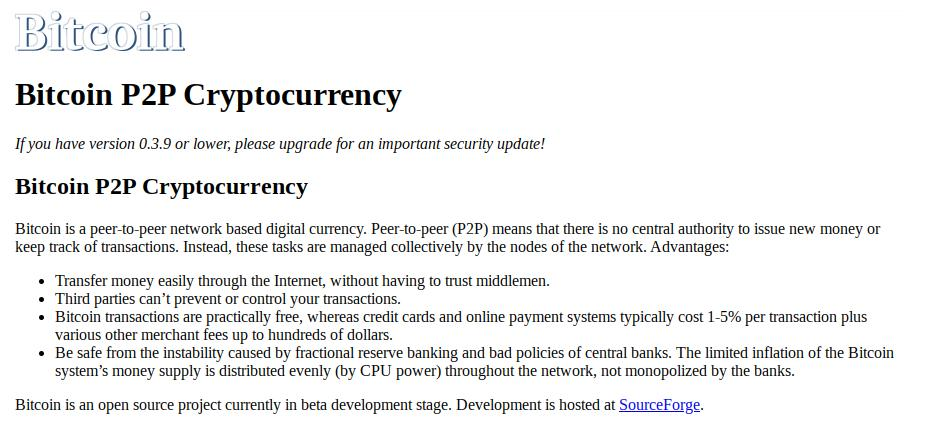 Bitcoin
Bitcoin P2P Cryptocurrency
If you have version 0.3.9 or lower, please upgrade for an important security update!
Bitcoin P2P Cryptocurrency
Bitcoin is a peer-to-peer network based digital currency. Peer-to-peer (P2P) means that there is no central authority to issue new money or
keep track of transactions. Instead, these tasks are managed collectively by the nodes of the network. Advantages:
• Transfer money easily through the Internet, without having to trust middlemen.
• Third parties can’t prevent or control your transactions.
• Bitcoin transactions are practically free, whereas credit cards and online payment systems typically cost 1-5% per transaction plus
various other merchant fees up to hundreds of dollars.
• Be safe from the instability caused by fractional reserve banking and bad policies of central banks. The limited inflation of the Bitcoin
system’s money supply is distributed evenly (by CPU power) throughout the network, not monopolized by the banks.
Bitcoin is an open source project currently in beta development stage. Development is hosted at SourceForge.